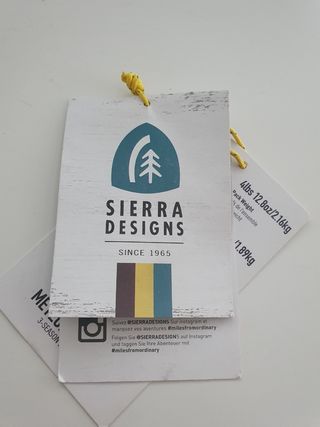 SIERRA
DESIGNS
SINCE 1965
4lbs 12.8oz/2.16kg
Pack Weight
/1.89kg
3-SEASON
Suivez @SIERRADESIGNS sur Instagram et
marquez vos aventures #milesfromordinary
Folgen Sie @SIERRADESIGNS auf Instagram
und taggen Sie Ihre Abenteuer mit
#milesfromordinary